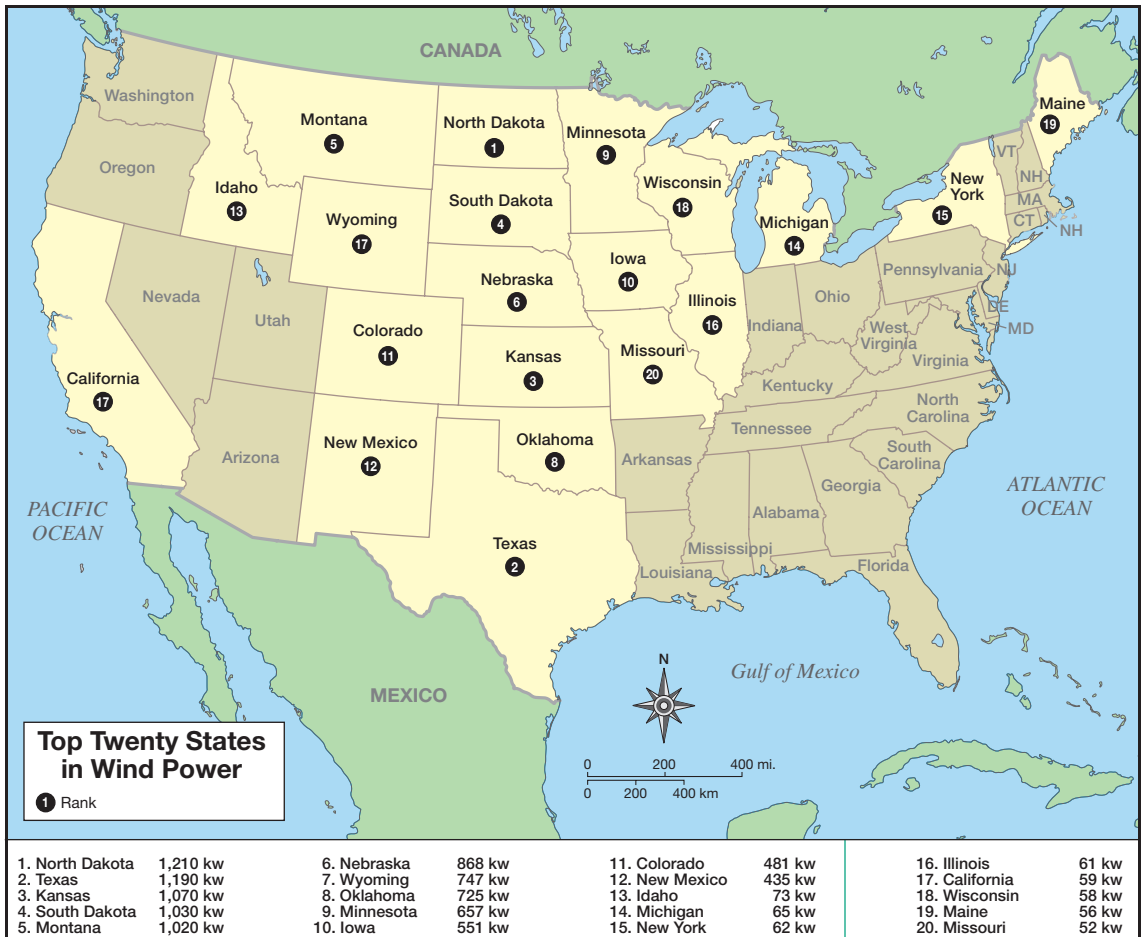 CANADA
Washington
Oregon
Montana
5
North Dakota
1
Minnesota
9
Maine
19
Idaho
13
Wyoming
17
South Dakota
4
Wisconsin
18
Michigan
14
New
York
15
VT
NH
MA
CT
NH
Nevada
Utah
Colorado
11
Nebraska
6
Iowa
10
Illinois
16
Indiana
Ohio
Pennsylvania
NJ
DE
MD
West
Virginia
Virginia
California
17
Kansas
3
Missouri
20
Kentucky
North
Carolina
Tennessee
South
Carolina
Arizona
New Mexico
12
Oklahoma
8
Arkansas
Georgia
Alabama
Mississippi
Louisiana
Florida
Texas
2
PACIFIC
OCEAN
ATLANTIC
OCEAN
Gulf of Mexico
MEXICO
N
0 200 400 mi.
0 200 400 km
Top Twenty States
in Wind Power
1 Rank
1. North Dakota 1,210 kw
2. Texas 1,190 kw
3. Kansas 1,070 kw
4. South Dakota 1,030 kw
5. Montana 1,020 kw
6. Nebraska 868 kw
7. Wyoming 747 kw
8. Oklahoma 725 kw
9. Minnesota 657 kw
10. Iowa 551 kw
11. Colorado 481 kw
12. New Mexico 435 kw
13. Idaho 73 kw
14. Michigan 65 kw
15. New York 62 kw
16. Illinois 61 kw
17. California 59 kw
18. Wisconsin 58 kw
19. Maine 56 kw
20. Missouri 52 kw